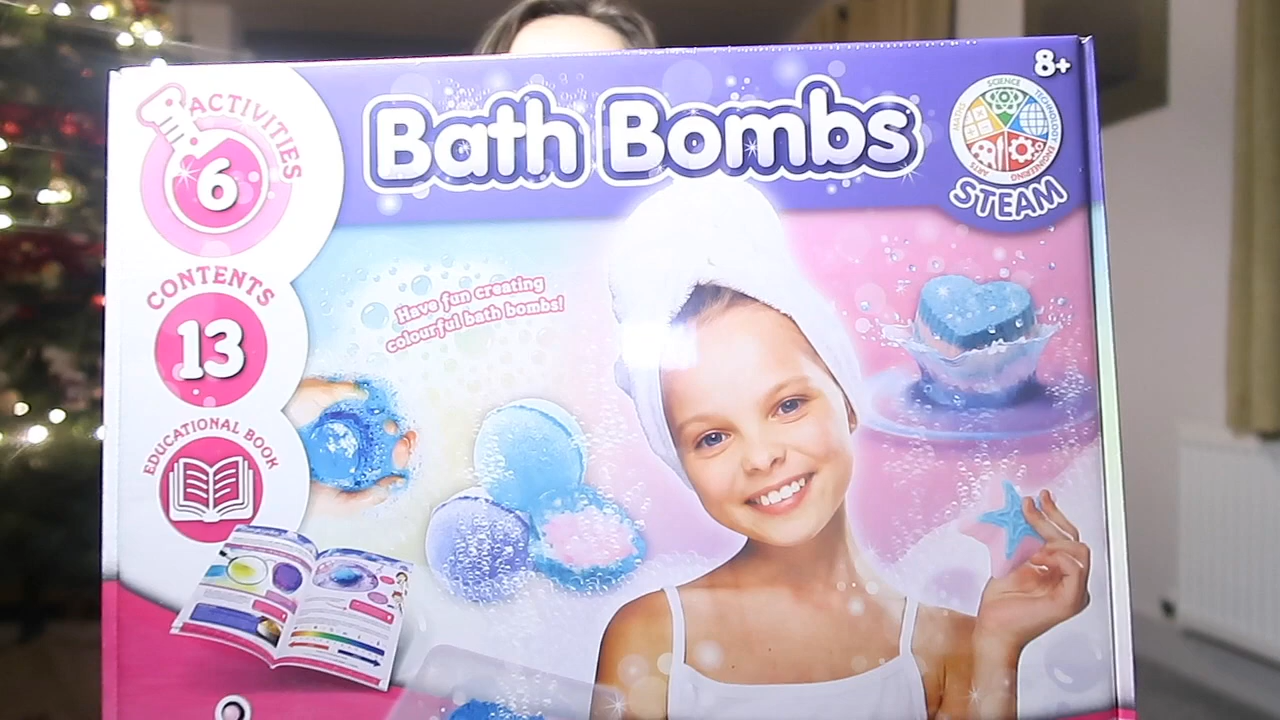 8+
ACTIVITIES
6
Bath Bombs
SCIENCE
TECHNOLOGY
ENGINEERING
ARTS
MATHS
STEAM
CONTENTS
13
Have fun creating
colourful bath bombs!
EDUCATIONAL BOOK